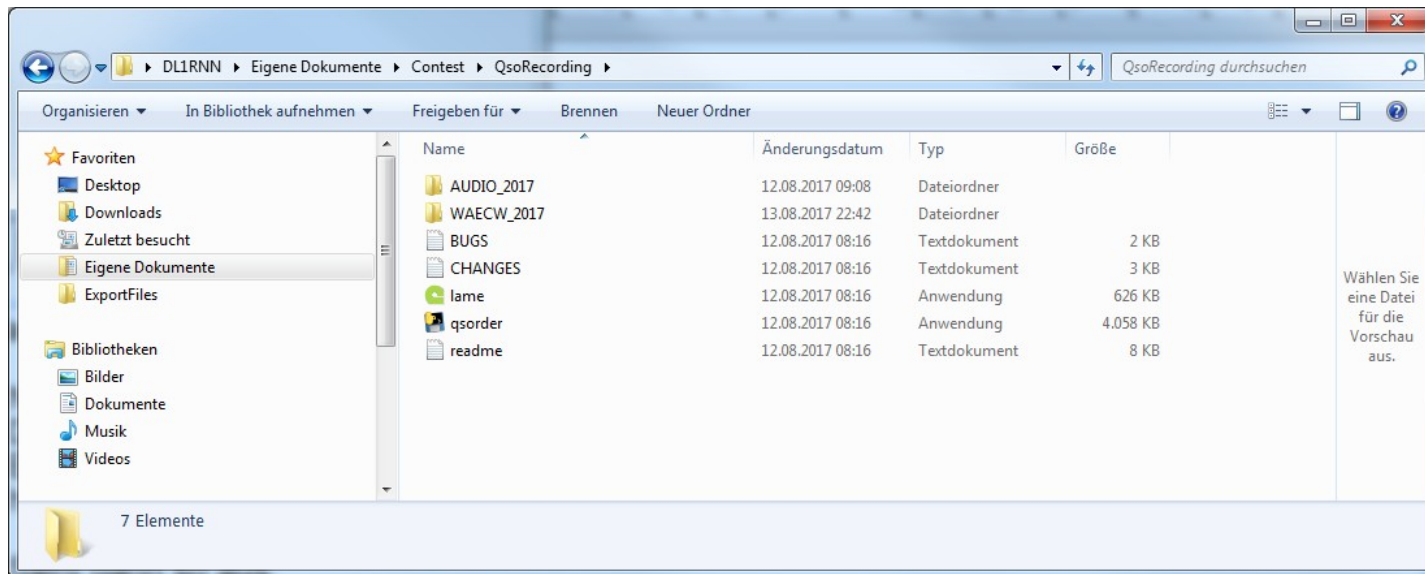 DL1RNN ▸ Eigene Dokumente ▸ Contest ▸ QsoRecording ▸
QsoRecording durchsuchen
Organisieren In Bibliothek aufnehmen Freigeben für Brennen Neuer Ordner
Favoriten
Desktop
Downloads
Zuletzt besucht
Eigene Dokumente
ExportFiles
Bibliotheken
Bilder
Dokumente
Musik
Videos
Name Änderungsdatum Typ Größe
AUDIO_2017 12.08.2017 09:08 Dateiordner
WAECW_2017 13.08.2017 22:42 Dateiordner
BUGS 12.08.2017 08:16 Textdokument 2 KB
CHANGES 12.08.2017 08:16 Textdokument 3 KB
lame 12.08.2017 08:16 Anwendung 626 KB
qsorder 12.08.2017 08:16 Anwendung 4.058 KB
readme 12.08.2017 08:16 Textdokument 8 KB
Wählen Sie
eine Datei
für die
Vorschau
aus.
7 Elemente